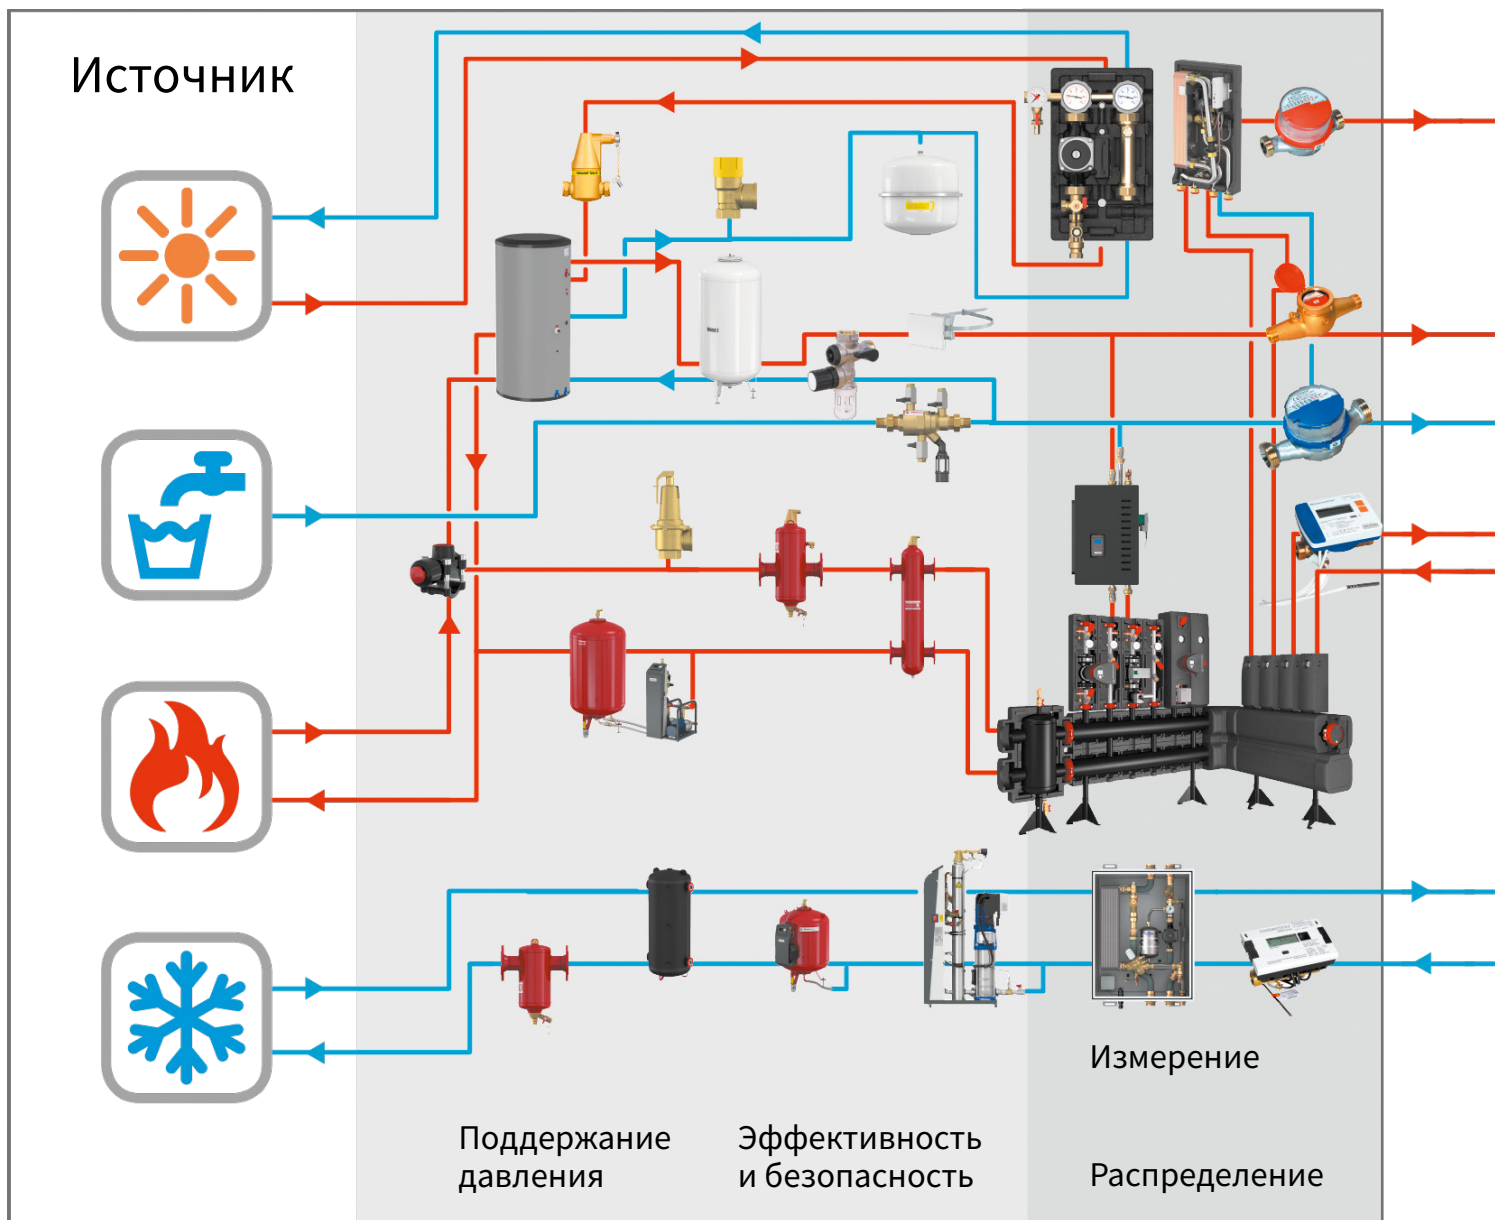 Источник
Измерение
Поддержание
давления
Эффективность
и безопасность
Распределение